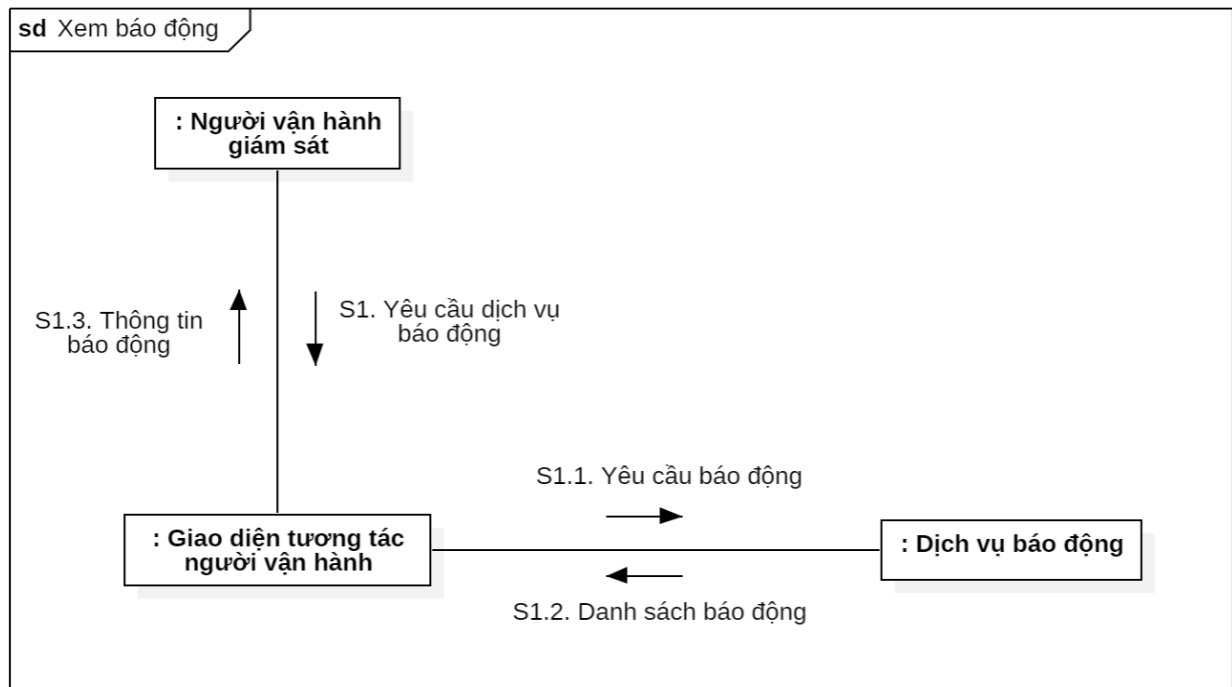 sd Xem báo động
: Người vận hành
giám sát
S1.3. Thông tin
báo động
S1. Yêu cầu dịch vụ
báo động
S1.1. Yêu cầu báo động
: Giao diện tương tác
người vận hành
: Dịch vụ báo động
S1.2. Danh sách báo động